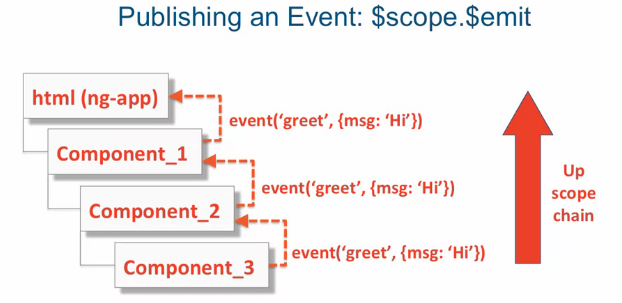 Publishing an Event: $scope.$emit
html (ng-app)
event(‘greet’, {msg: ‘Hi’})
Component_1
Up
scope
chain
event(‘greet’, {msg: ‘Hi’})
Component_2
event(‘greet’, {msg: ‘Hi’})
Component_3